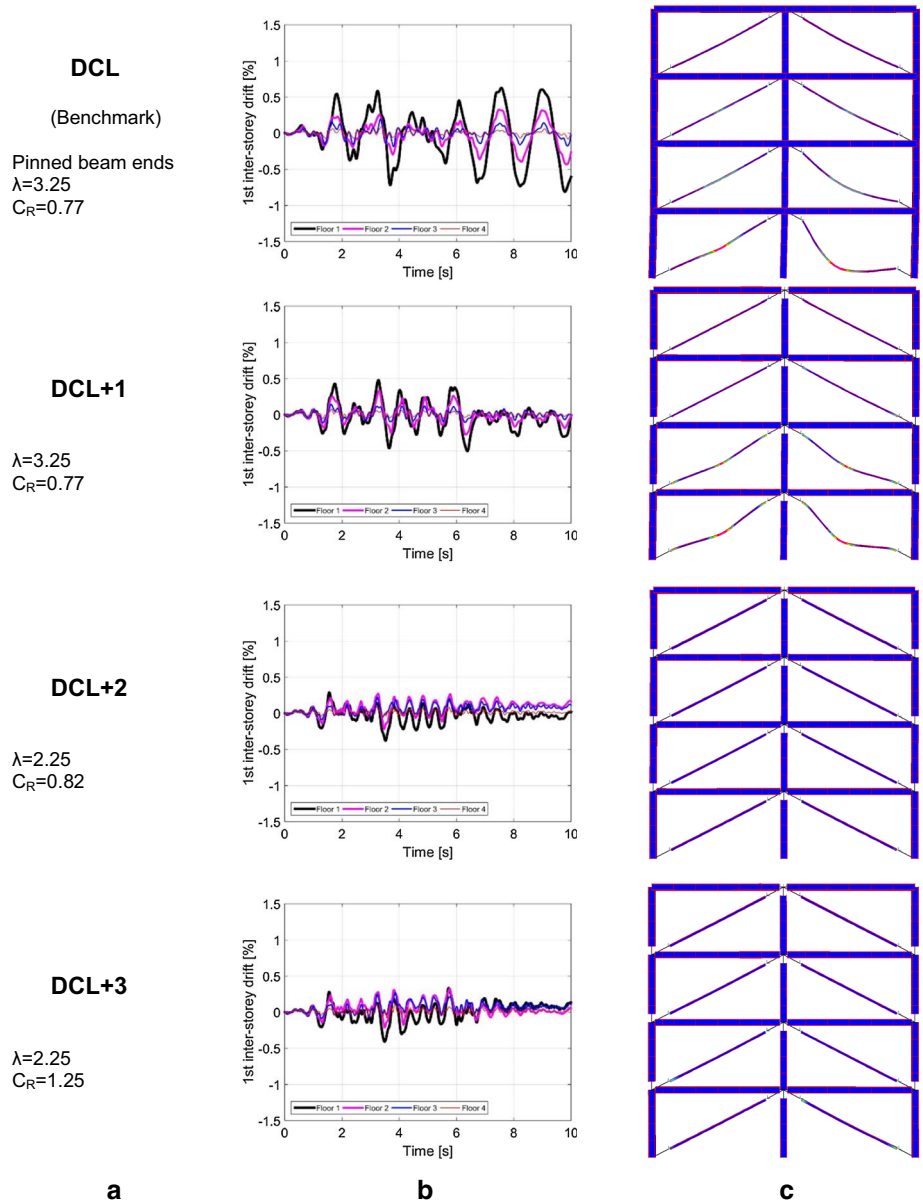 DCL
(Benchmark)
Pinned beam ends
λ=3.25
C_R=0.77
1st inter-storey drift [%]
1.5
1
0.5
0
-0.5
-1
-1.5
Floor 1 Floor 2 Floor 3 Floor 4
0 2 4 6 8 10
Time [s]
DCL+1
λ=3.25
C_R=0.77
1st inter-storey drift [%]
1.5
1
0.5
0
-0.5
-1
-1.5
Floor 1 Floor 2 Floor 3 Floor 4
0 2 4 6 8 10
Time [s]
DCL+2
λ=2.25
C_R=0.82
1st inter-storey drift [%]
1.5
1
0.5
0
-0.5
-1
-1.5
Floor 1 Floor 2 Floor 3 Floor 4
0 2 4 6 8 10
Time [s]
DCL+3
λ=2.25
C_R=1.25
1st inter-storey drift [%]
1.5
1
0.5
0
-0.5
-1
-1.5
Floor 1 Floor 2 Floor 3 Floor 4
0 2 4 6 8 10
Time [s]
a b c